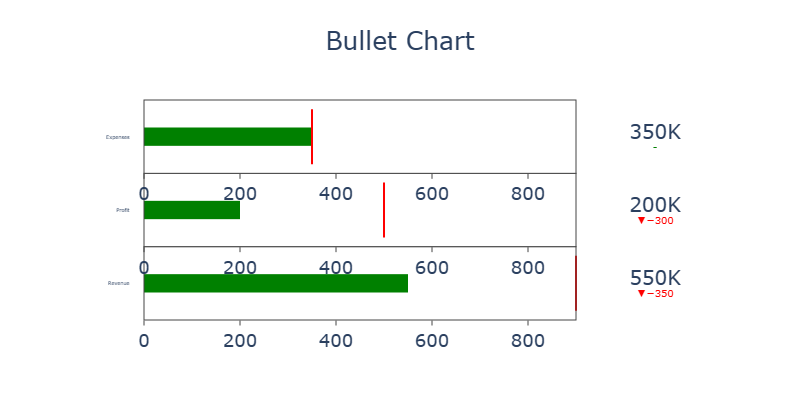 Bullet Chart
Expenses
350K
-
0 200 400 600 800
Profit
200K
▼−300
0 200 400 600 800
Revenue
550K
▼−350
0 200 400 600 800